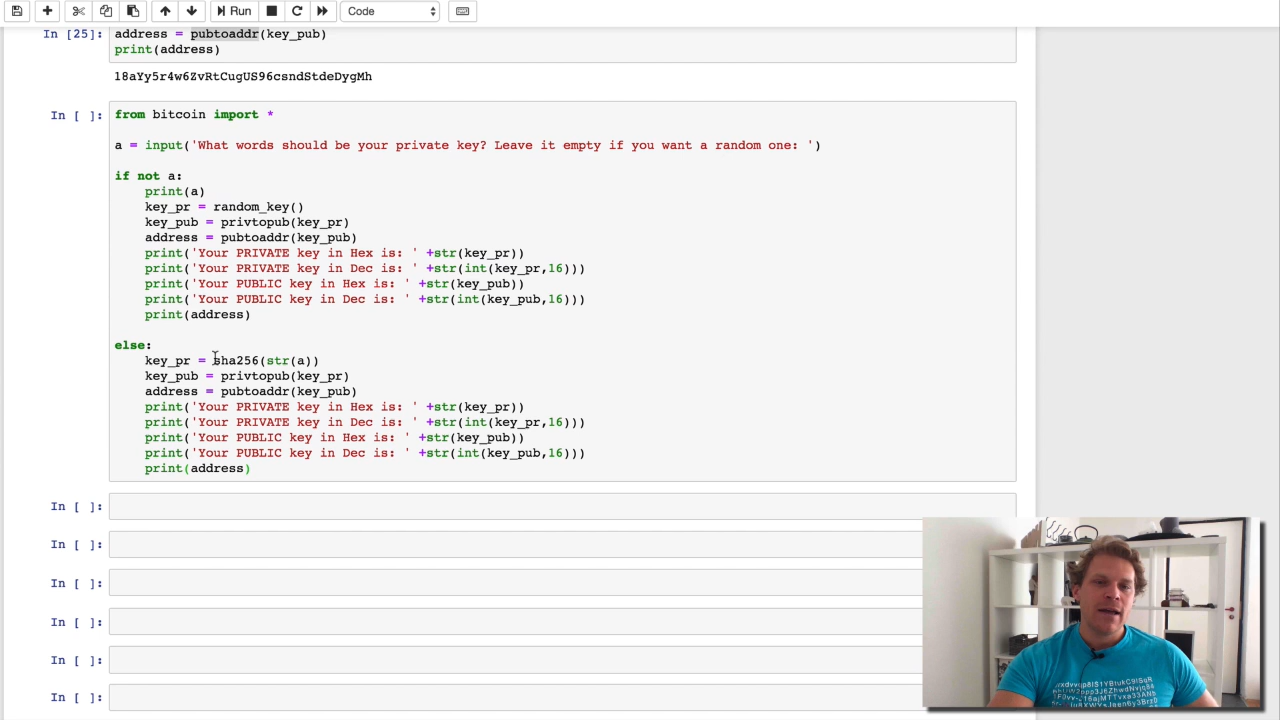 Run
Code
In [25]:
address = pubtoaddr(key_pub)
print(address)
18aYy5r4w6ZvRtCugUS96csndStdeDygMh
In [ ]:
from bitcoin import *
a = input('What words should be your private key? Leave it empty if you want a random one: ')
if not a:
    print(a)
    key_pr = random_key()
    key_pub = privtopub(key_pr)
    address = pubtoaddr(key_pub)
    print('Your PRIVATE key in Hex is: ' +str(key_pr))
    print('Your PRIVATE key in Dec is: ' +str(int(key_pr,16)))
    print('Your PUBLIC key in Hex is: ' +str(key_pub))
    print('Your PUBLIC key in Dec is: ' +str(int(key_pub,16)))
    print(address)
else:
    key_pr = sha256(str(a))
    key_pub = privtopub(key_pr)
    address = pubtoaddr(key_pub)
    print('Your PRIVATE key in Hex is: ' +str(key_pr))
    print('Your PRIVATE key in Dec is: ' +str(int(key_pr,16)))
    print('Your PUBLIC key in Hex is: ' +str(key_pub))
    print('Your PUBLIC key in Dec is: ' +str(int(key_pub,16)))
    print(address)
In [ ]:
In [ ]:
In [ ]:
In [ ]:
In [ ]:
In [ ]: